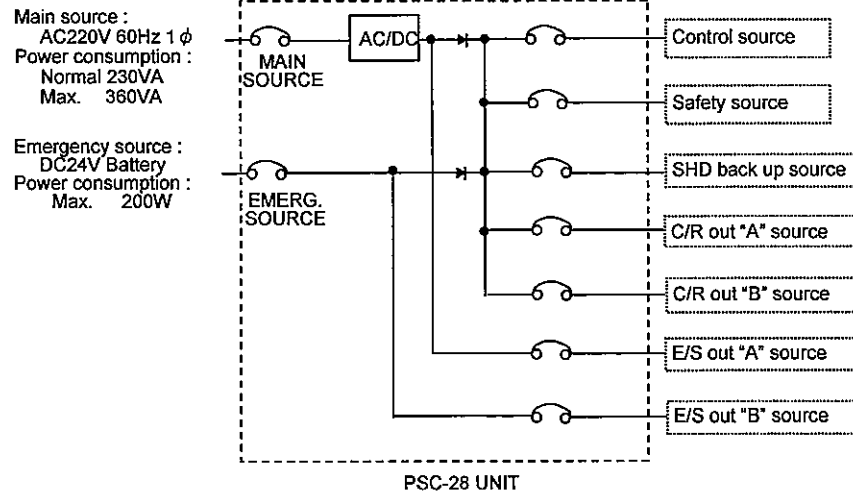 Main source :
AC220V 60Hz 1 ϕ
Power consumption :
Normal 230VA
Max. 360VA
MAIN
SOURCE
AC/DC
Control source
Safety source
Emergency source :
DC24V Battery
Power consumption :
Max. 200W
EMERG.
SOURCE
SHD back up source
C/R out "A" source
C/R out "B" source
E/S out "A" source
E/S out "B" source
PSC-28 UNIT